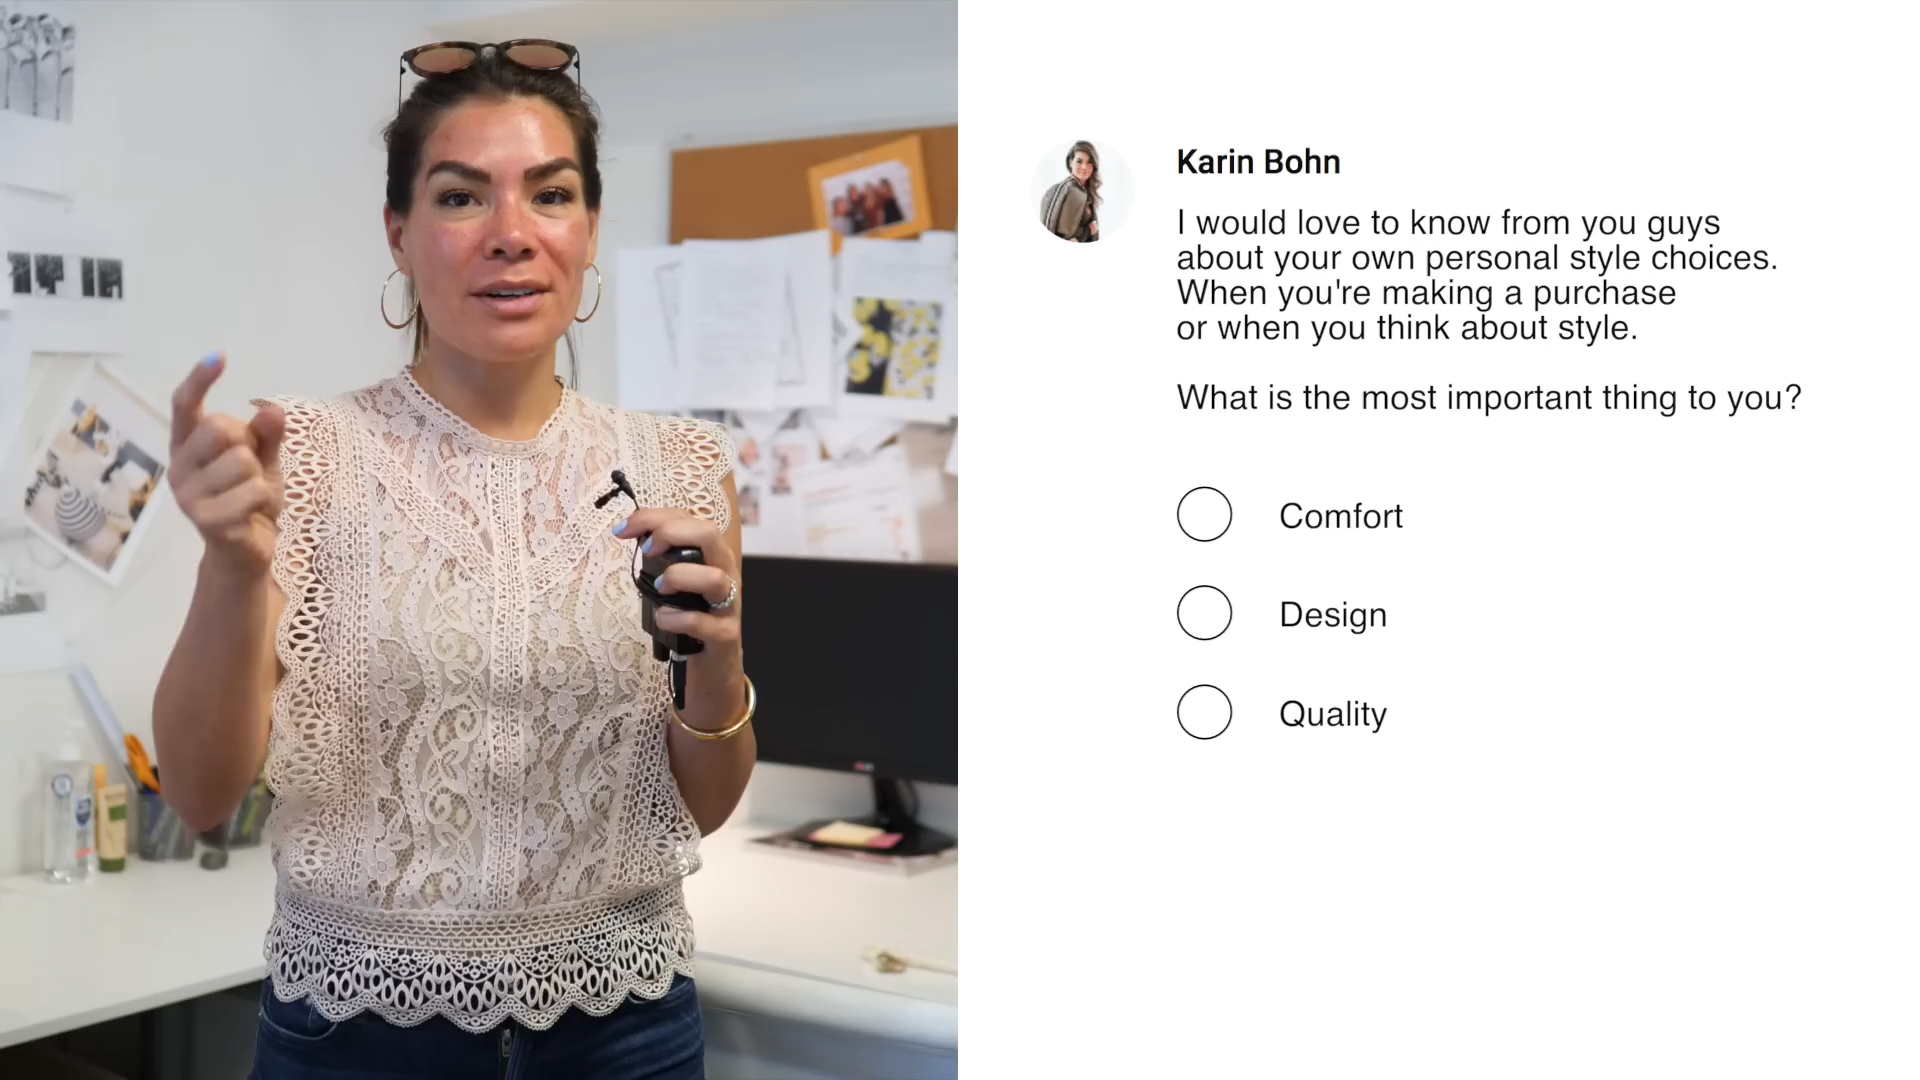 Karin Bohn
I would love to know from you guys
about your own personal style choices.
When you're making a purchase
or when you think about style.
What is the most important thing to you?
Comfort
Design
Quality